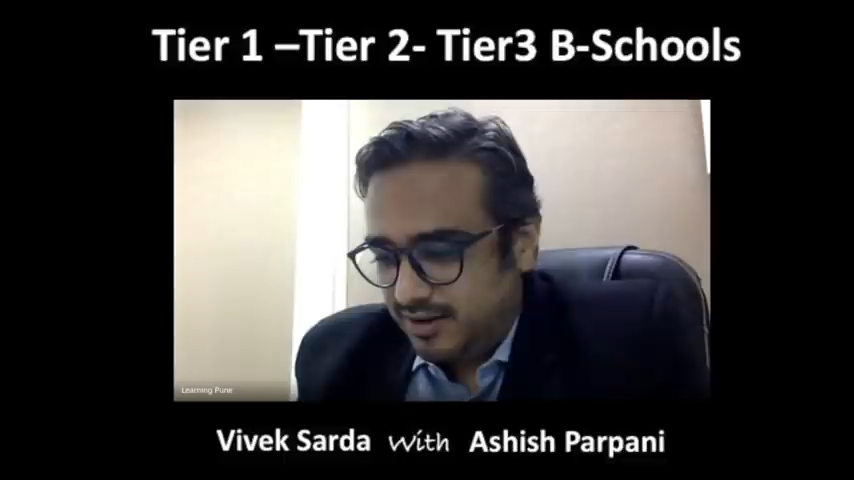 Tier 1 –Tier 2- Tier3 B-Schools
Learning Pune
Vivek Sarda With Ashish Parpani